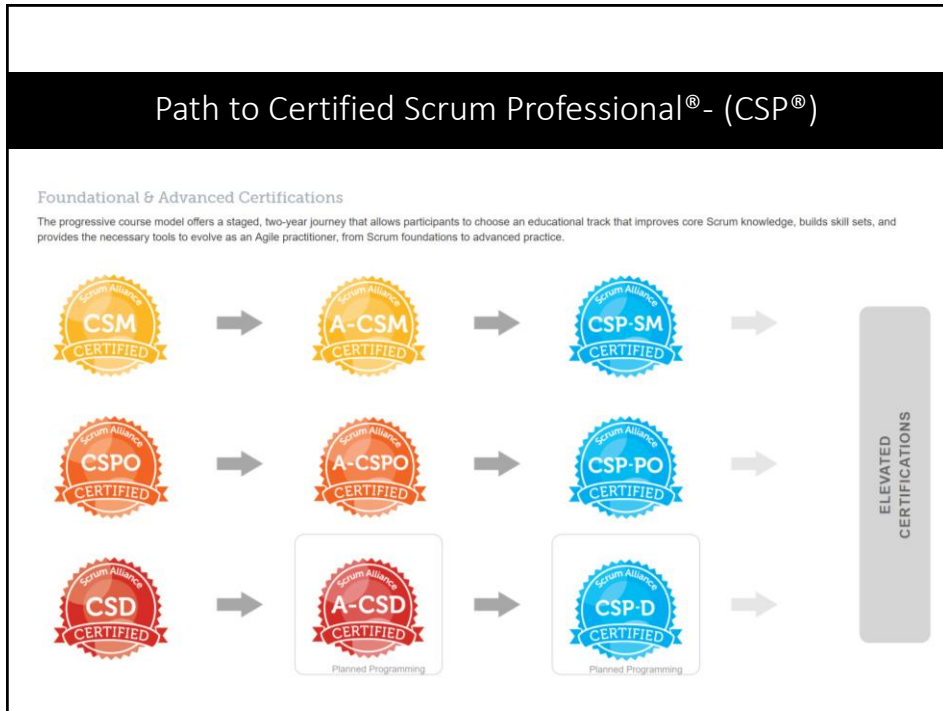 Path to Certified Scrum Professional®- (CSP®)
Foundational & Advanced Certifications
The progressive course model offers a staged, two-year journey that allows participants to choose an educational track that improves core Scrum knowledge, builds skill sets, and
provides the necessary tools to evolve as an Agile practitioner, from Scrum foundations to advanced practice.
Scrum Alliance
CSM
CERTIFIED
Scrum Alliance
A-CSM
CERTIFIED
Scrum Alliance
CSP-SM
CERTIFIED
Scrum Alliance
CSPO
CERTIFIED
Scrum Alliance
A-CSPO
CERTIFIED
Scrum Alliance
CSP-PO
CERTIFIED
Scrum Alliance
CSD
CERTIFIED
Scrum Alliance
A-CSD
CERTIFIED
Planned Programming
Scrum Alliance
CSP-D
CERTIFIED
Planned Programming
ELEVATED
CERTIFICATIONS